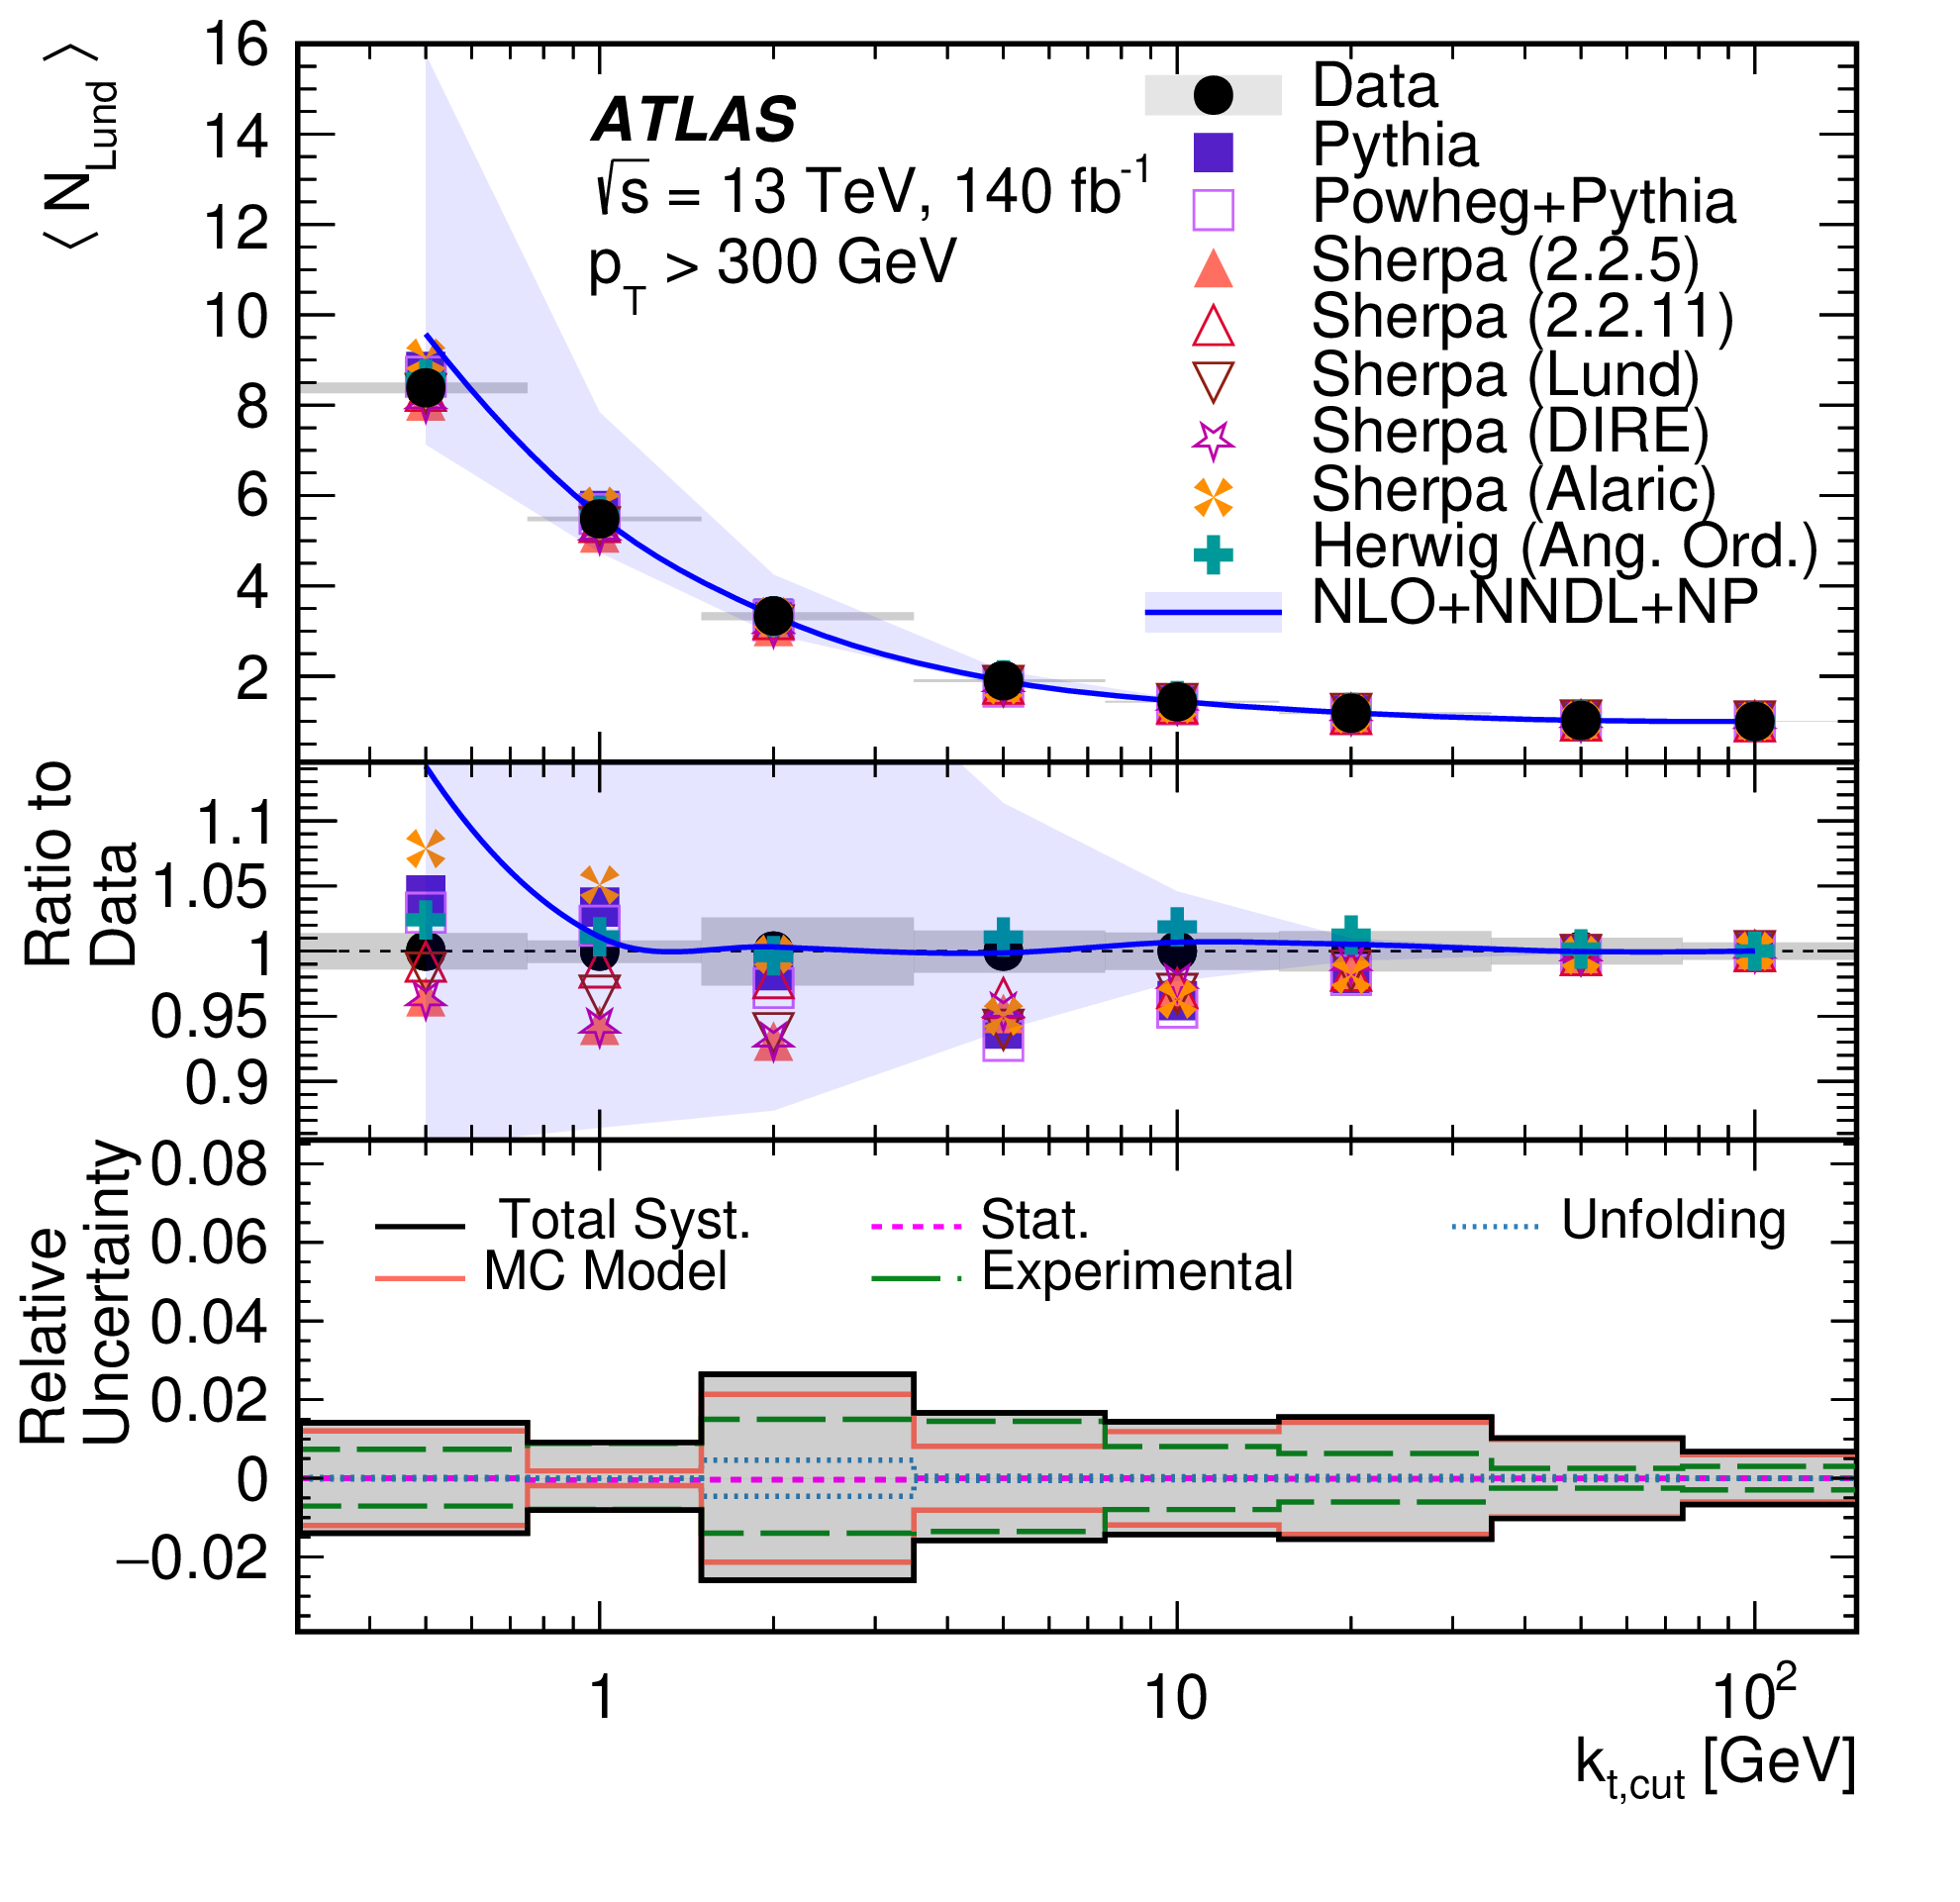 ⟨ N_Lund ⟩
16
14
12
10
8
6
4
2
ATLAS
√s = 13 TeV, 140 fb⁻¹
p_T > 300 GeV
Data
Pythia
Powheg+Pythia
Sherpa (2.2.5)
Sherpa (2.2.11)
Sherpa (Lund)
Sherpa (DIRE)
Sherpa (Alaric)
Herwig (Ang. Ord.)
NLO+NNDL+NP
Ratio to
Data
1.1
1.05
1
0.95
0.9
Relative
Uncertainty
0.08
0.06
0.04
0.02
0
−0.02
Total Syst.
Stat.
Unfolding
MC Model
Experimental
1
10
10²
k_t,cut [GeV]